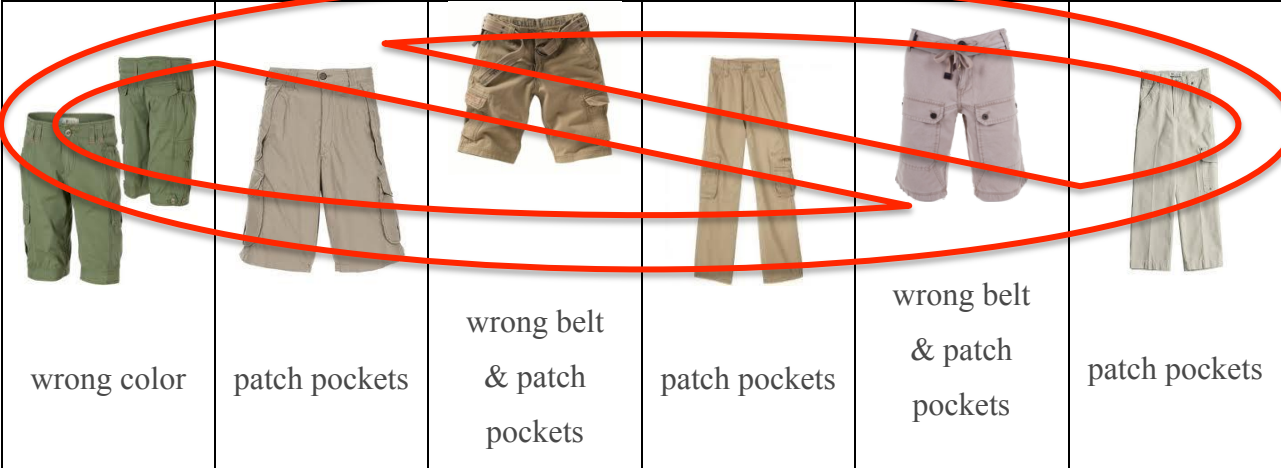 wrong color
patch pockets
wrong belt
& patch
pockets
patch pockets
wrong belt
& patch
pockets
patch pockets